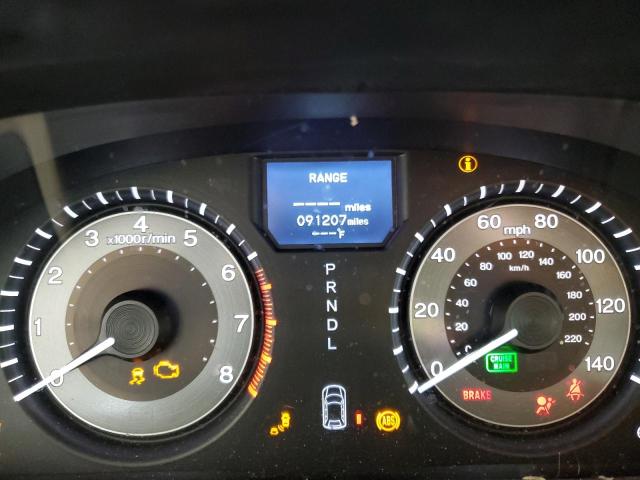 RANGE
---- miles
091207 miles
---°F
0 1 2 3 4 5 6 7 8
x1000r/min
P
R
N
D
L
0 20 40 60 80 100 120 140
mph
0 20 40 60 80 100 120 140 160 180 200 220
km/h
CRUISE
MAIN
BRAKE
ABS